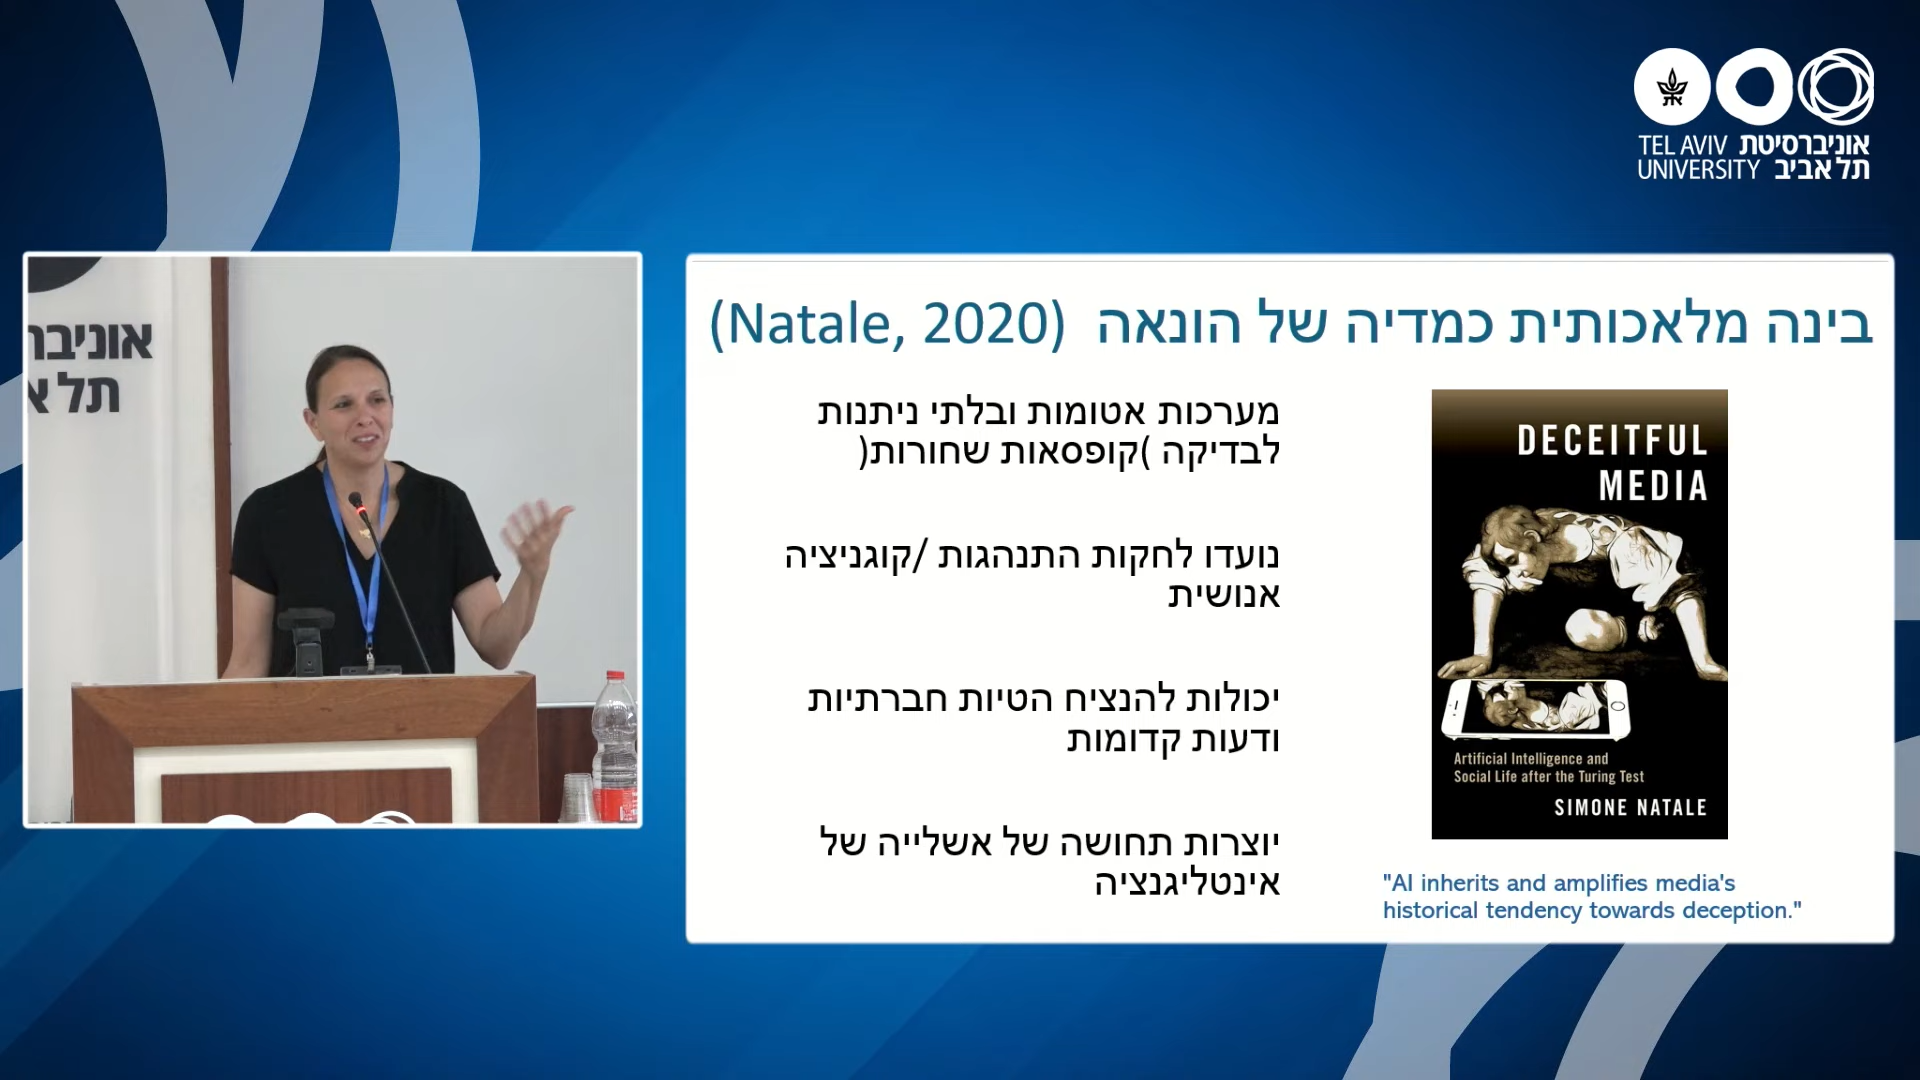 TEL AVIV אוניברסיטת
UNIVERSITY תל אביב
אוניבר
תל א
בינה מלאכותית כמדיה של הונאה (Natale, 2020)
מערכות אטומות ובלתי ניתנות
לבדיקה )קופסאות שחורות(
נועדו לחקות התנהגות /קוגניציה
אנושית
יכולות להנציח הטיות חברתיות
ודעות קדומות
יוצרות תחושה של אשלייה של
אינטליגנציה
DECEITFUL
MEDIA
Artificial Intelligence and
Social Life after the Turing Test
SIMONE NATALE
"AI inherits and amplifies media's
historical tendency towards deception."